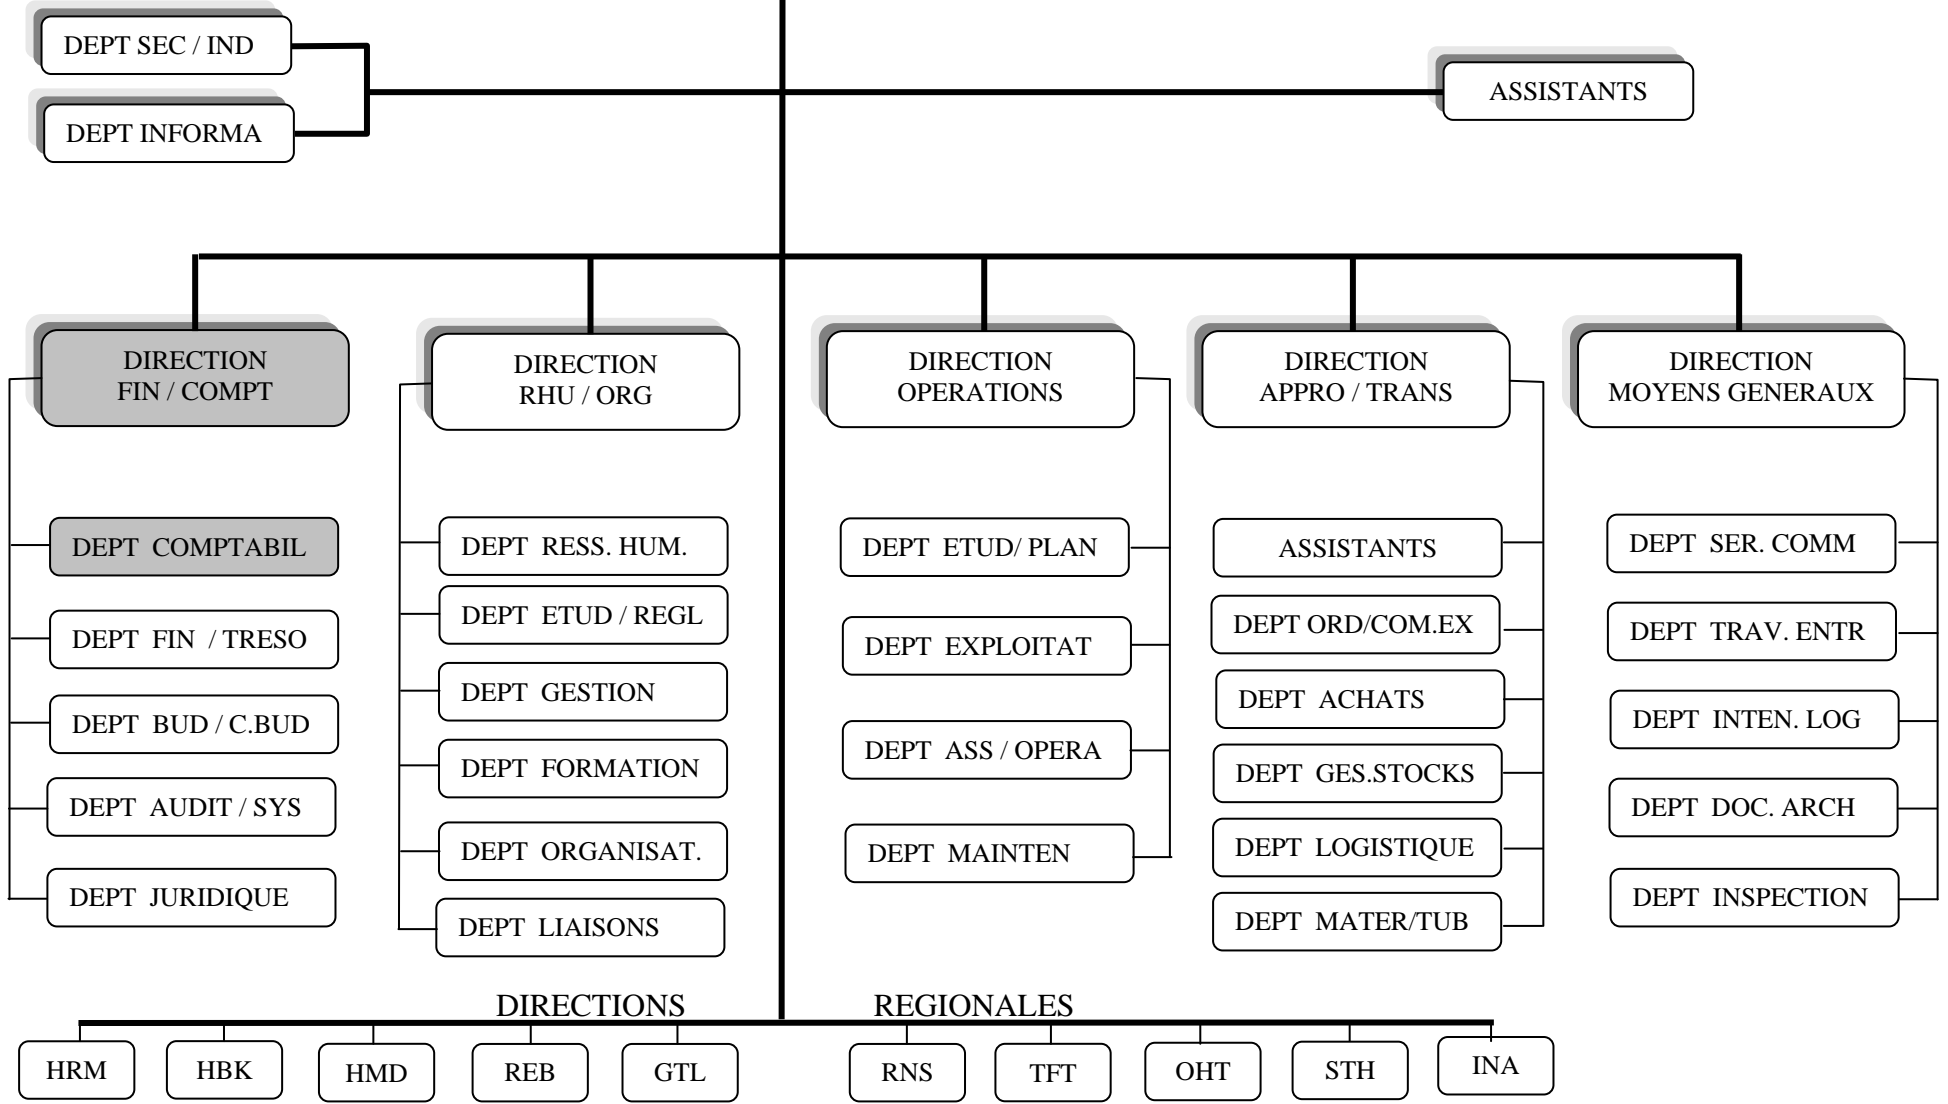 DEPT SEC / IND
DEPT INFORMA
ASSISTANTS
DIRECTION
FIN / COMPT
DEPT COMPTABIL
DEPT FIN / TRESO
DEPT BUD / C.BUD
DEPT AUDIT / SYS
DEPT JURIDIQUE
DIRECTION
RHU / ORG
DEPT RESS. HUM.
DEPT ETUD / REGL
DEPT GESTION
DEPT FORMATION
DEPT ORGANISAT.
DEPT LIAISONS
DIRECTION
OPERATIONS
DEPT ETUD/ PLAN
DEPT EXPLOITAT
DEPT ASS / OPERA
DEPT MAINTEN
DIRECTION
APPRO / TRANS
ASSISTANTS
DEPT ORD/COM.EX
DEPT ACHATS
DEPT GES.STOCKS
DEPT LOGISTIQUE
DEPT MATER/TUB
DIRECTION
MOYENS GENERAUX
DEPT SER. COMM
DEPT TRAV. ENTR
DEPT INTEN. LOG
DEPT DOC. ARCH
DEPT INSPECTION
DIRECTIONS REGIONALES
HRM
HBK
HMD
REB
GTL
RNS
TFT
OHT
STH
INA